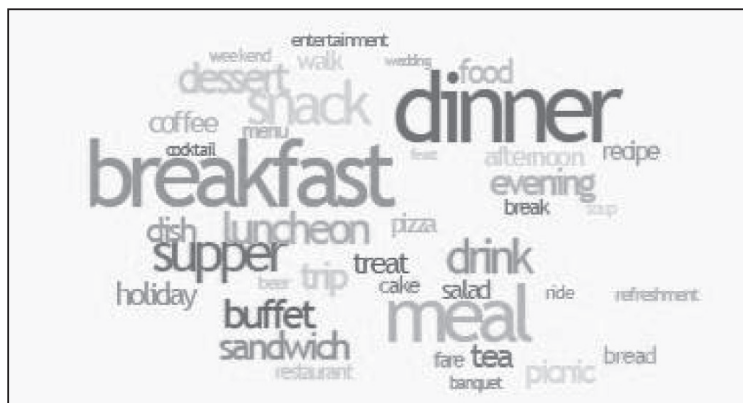 entertainment
weekend walk wedding
dessert food
snack dinner
coffee menu
cocktail afternoon recipe
breakfast feast evening
break soup
dish luncheon pizza
supper treat drink
holiday beer trip cake salad ride refreshment
buffet meal
sandwich fare tea bread
restaurant banquet picnic